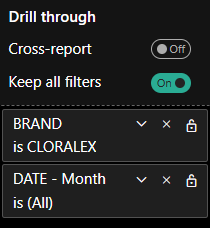 Drill through
Cross-report Off
Keep all filters On
BRAND
is CLORALEX
DATE - Month
is (All)